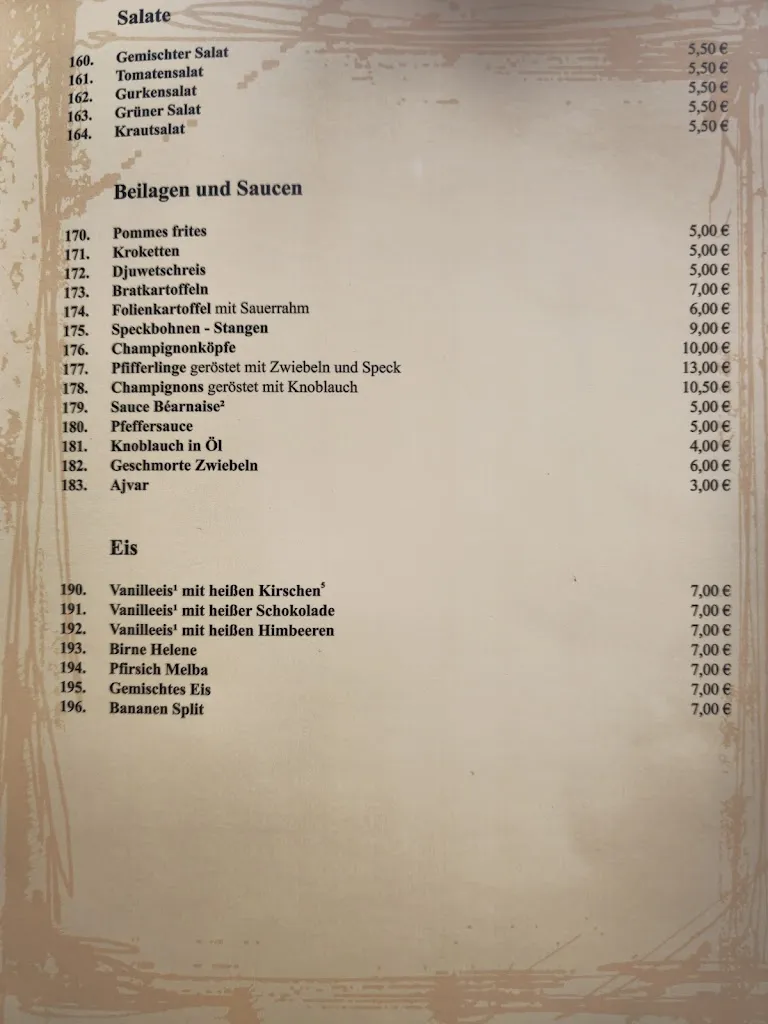 Salate
160. Gemischter Salat 5,50 €
161. Tomatensalat 5,50 €
162. Gurkensalat 5,50 €
163. Grüner Salat 5,50 €
164. Krautsalat 5,50 €
Beilagen und Saucen
170. Pommes frites 5,00 €
171. Kroketten 5,00 €
172. Djuwetschreis 5,00 €
173. Bratkartoffeln 7,00 €
174. Folienkartoffel mit Sauerrahm 6,00 €
175. Speckbohnen - Stangen 9,00 €
176. Champignonköpfe 10,00 €
177. Pfifferlinge geröstet mit Zwiebeln und Speck 13,00 €
178. Champignons geröstet mit Knoblauch 10,50 €
179. Sauce Béarnaise² 5,00 €
180. Pfeffersauce 5,00 €
181. Knoblauch in Öl 4,00 €
182. Geschmorte Zwiebeln 6,00 €
183. Ajvar 3,00 €
Eis
190. Vanilleeis¹ mit heißen Kirschen⁵ 7,00 €
191. Vanilleeis¹ mit heißer Schokolade 7,00 €
192. Vanilleeis¹ mit heißen Himbeeren 7,00 €
193. Birne Helene 7,00 €
194. Pfirsich Melba 7,00 €
195. Gemischtes Eis 7,00 €
196. Bananen Split 7,00 €